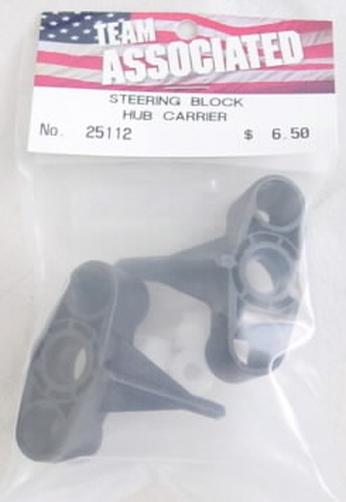 TEAM
ASSOCIATED
STEERING BLOCK
HUB CARRIER
No. 25112 $ 6.50